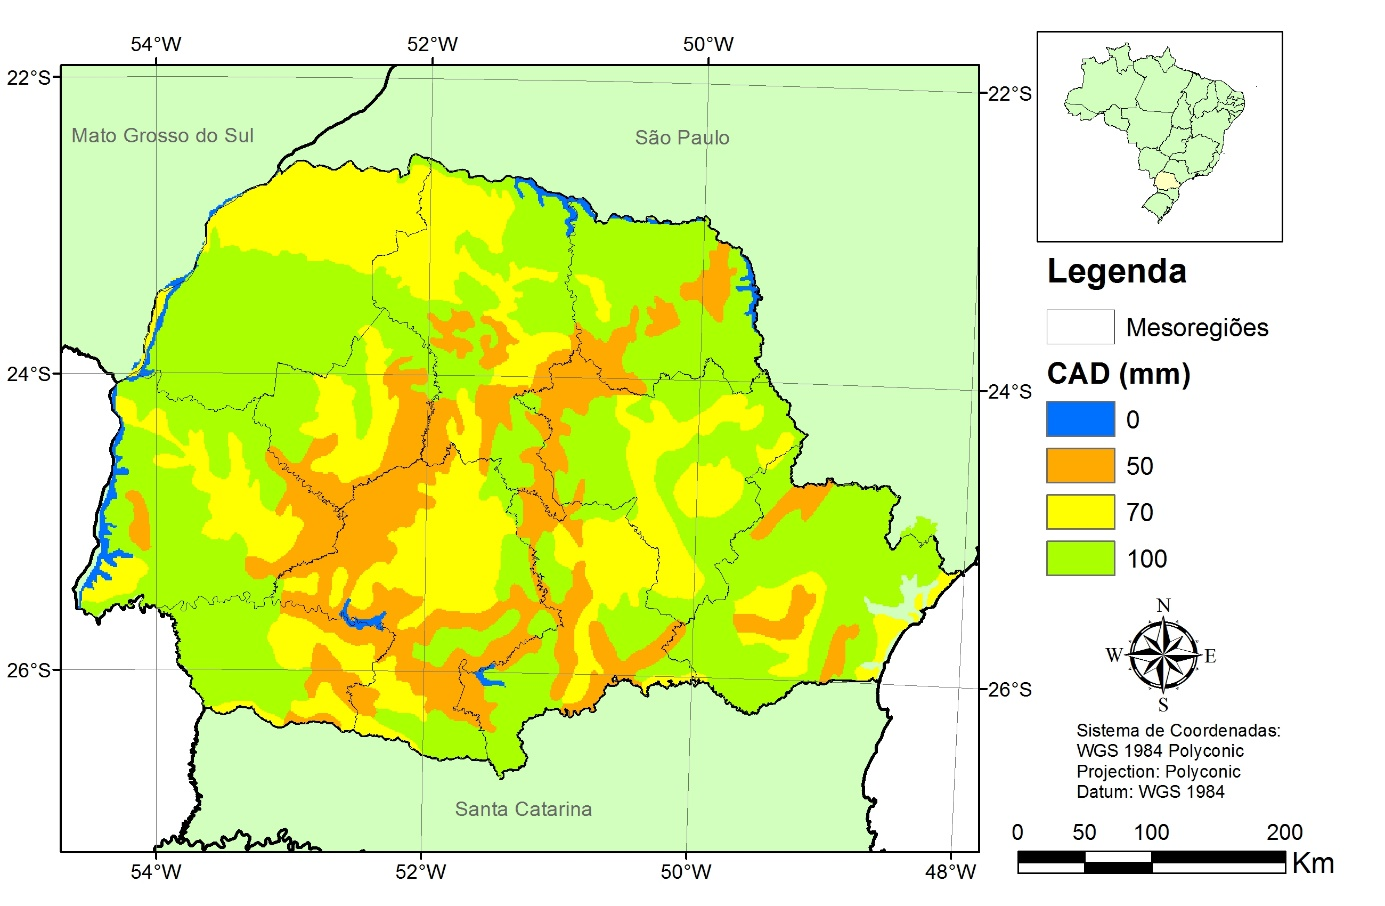 54°W 52°W 50°W
22°S
22°S
Mato Grosso do Sul
São Paulo
24°S
24°S
26°S
26°S
Santa Catarina
54°W 52°W 50°W 48°W
Legenda
Mesoregiões
CAD (mm)
0
50
70
100
N
W E
S
Sistema de Coordenadas:
WGS 1984 Polyconic
Projection: Polyconic
Datum: WGS 1984
0 50 100 200
Km